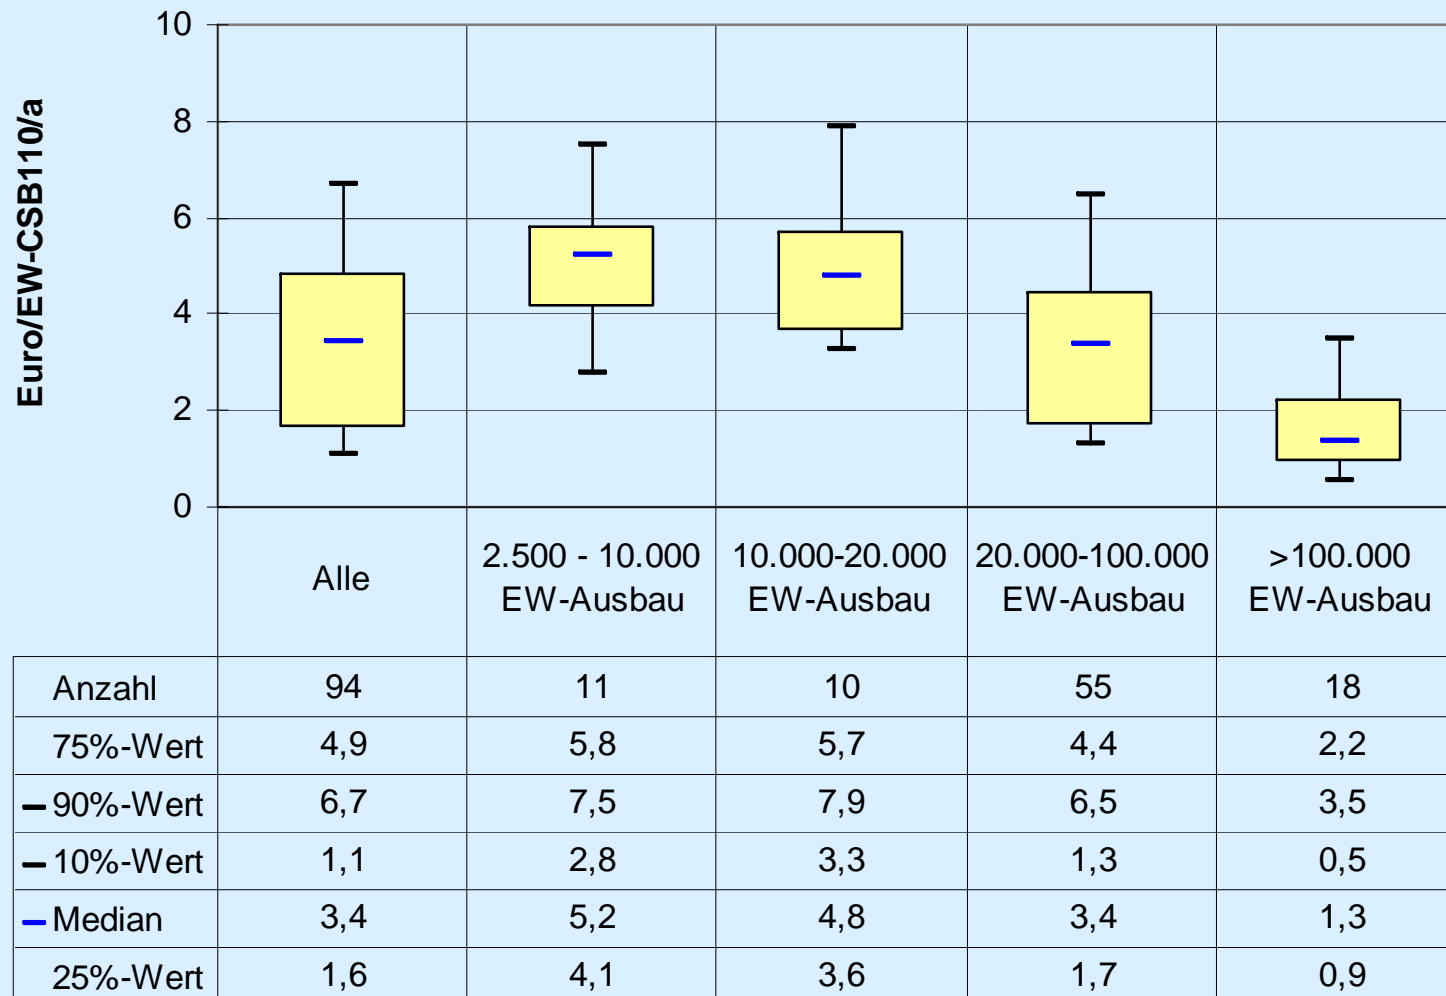 Euro/EW-CSB110/a
10
8
6
4
2
0
Alle
2.500 - 10.000
EW-Ausbau
10.000-20.000
EW-Ausbau
20.000-100.000
EW-Ausbau
>100.000
EW-Ausbau
Anzahl 94 11 10 55 18
75%-Wert 4,9 5,8 5,7 4,4 2,2
90%-Wert 6,7 7,5 7,9 6,5 3,5
10%-Wert 1,1 2,8 3,3 1,3 0,5
Median 3,4 5,2 4,8 3,4 1,3
25%-Wert 1,6 4,1 3,6 1,7 0,9